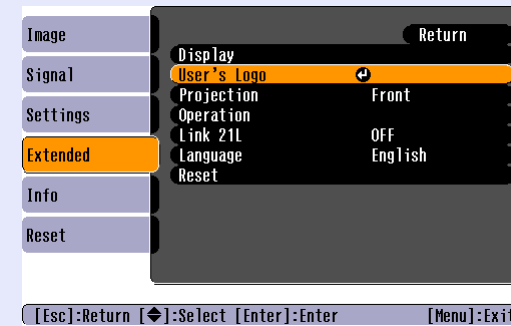 Image
Signal
Settings
Extended
Info
Reset
Return
Display
User's Logo
Projection Front
Operation
Link 21L OFF
Language English
Reset
[Esc]:Return [◆]:Select [Enter]:Enter [Menu]:Exit